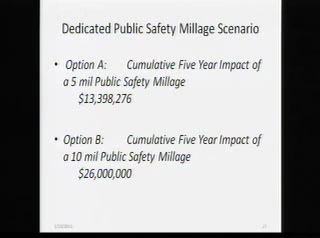 Dedicated Public Safety Millage Scenario
• Option A: Cumulative Five Year Impact of
a 5 mil Public Safety Millage
$13,398,276
• Option B: Cumulative Five Year Impact of
a 10 mil Public Safety Millage
$26,000,000